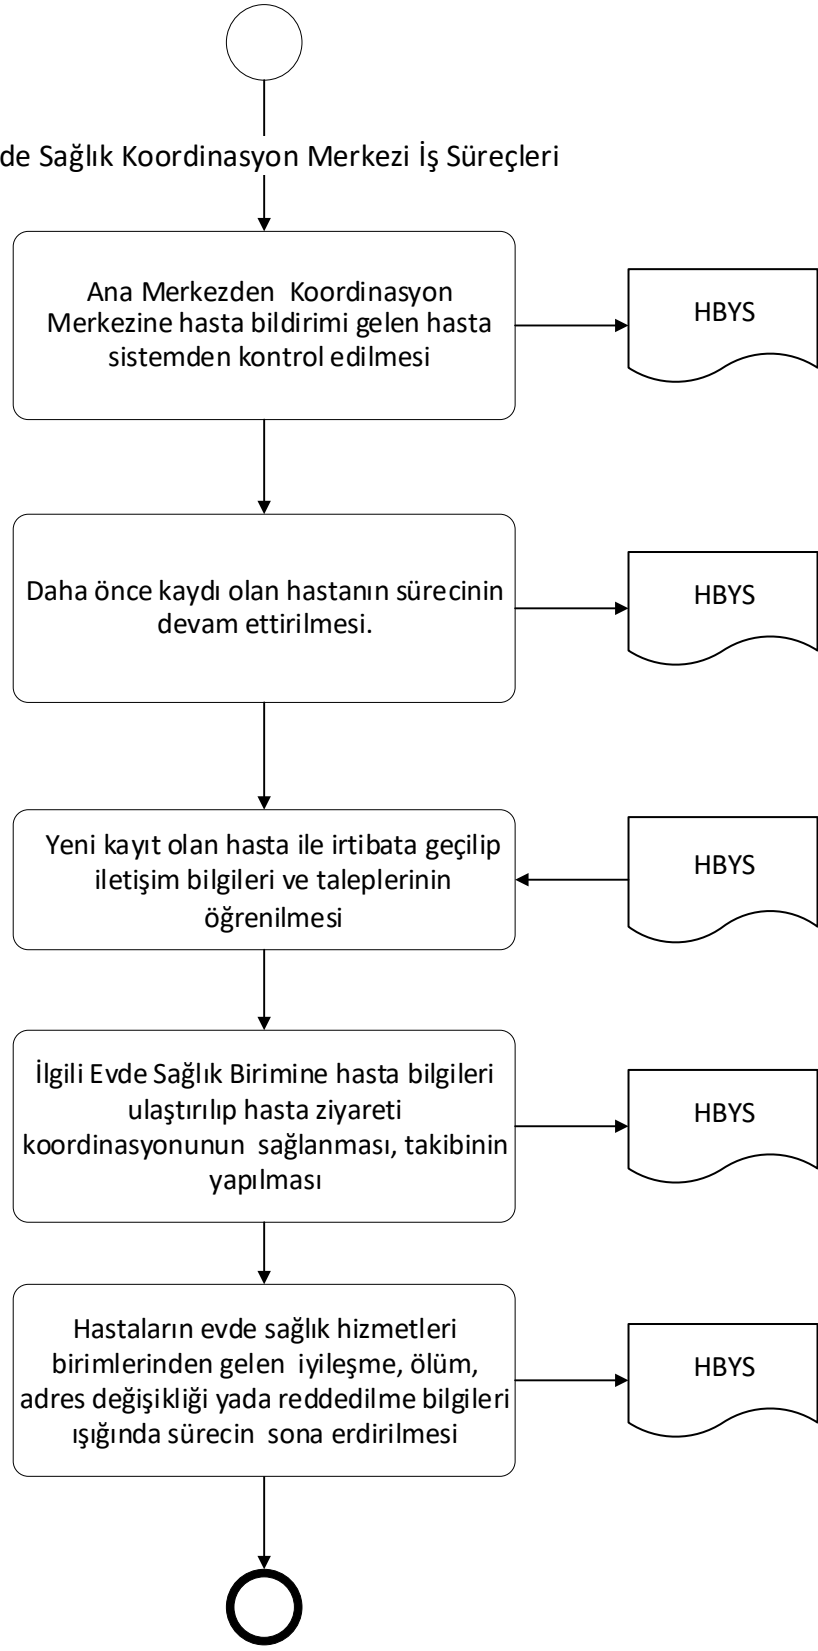 de Sağlık Koordinasyon Merkezi İş Süreçleri
Ana Merkezden Koordinasyon
Merkezine hasta bildirimi gelen hasta
sistemden kontrol edilmesi
HBYS
Daha önce kaydı olan hastanın sürecinin
devam ettirilmesi.
HBYS
Yeni kayıt olan hasta ile irtibata geçilip
iletişim bilgileri ve taleplerinin
öğrenilmesi
HBYS
İlgili Evde Sağlık Birimine hasta bilgileri
ulaştırılıp hasta ziyareti
koordinasyonunun sağlanması, takibinin
yapılması
HBYS
Hastaların evde sağlık hizmetleri
birimlerinden gelen iyileşme, ölüm,
adres değişikliği yada reddedilme bilgileri
ışığında sürecin sona erdirilmesi
HBYS